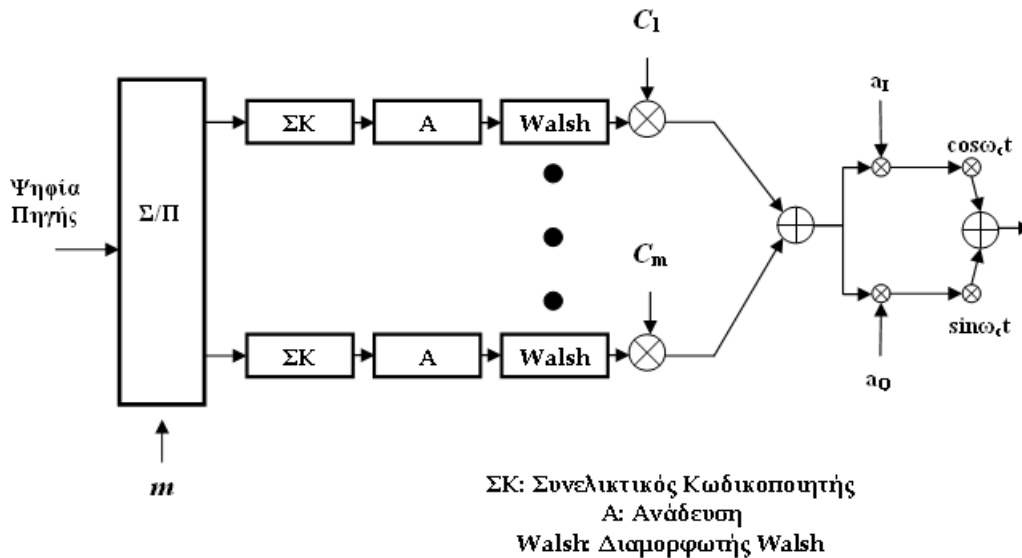 C1
aI
ΣΚ
Α
Walsh
cosωct
Ψηφία
Πηγής
Σ/Π
Cm
sinωct
ΣΚ
Α
Walsh
aQ
m
ΣΚ: Συνελικτικός Κωδικοποιητής
Α: Ανάδευση
Walsh: Διαμορφωτής Walsh